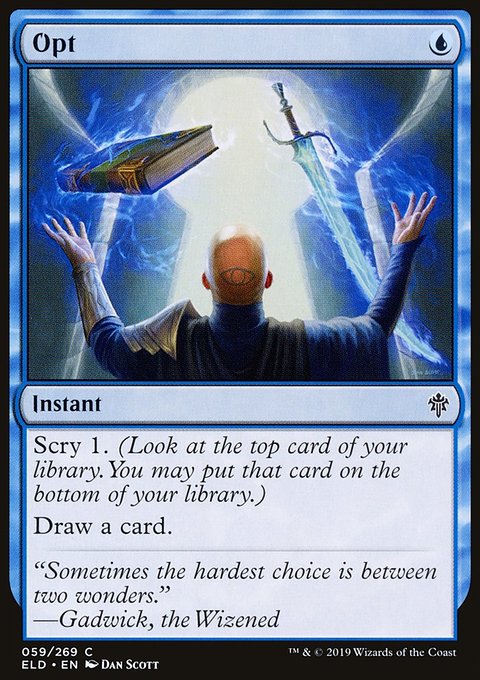 Opt
Instant
Scry 1. (Look at the top card of your
library. You may put that card on the
bottom of your library.)
Draw a card.
“Sometimes the hardest choice is between
two wonders.”
—Gadwick, the Wizened
059/269 C
ELD • EN Dan Scott
™ & © 2019 Wizards of the Coast